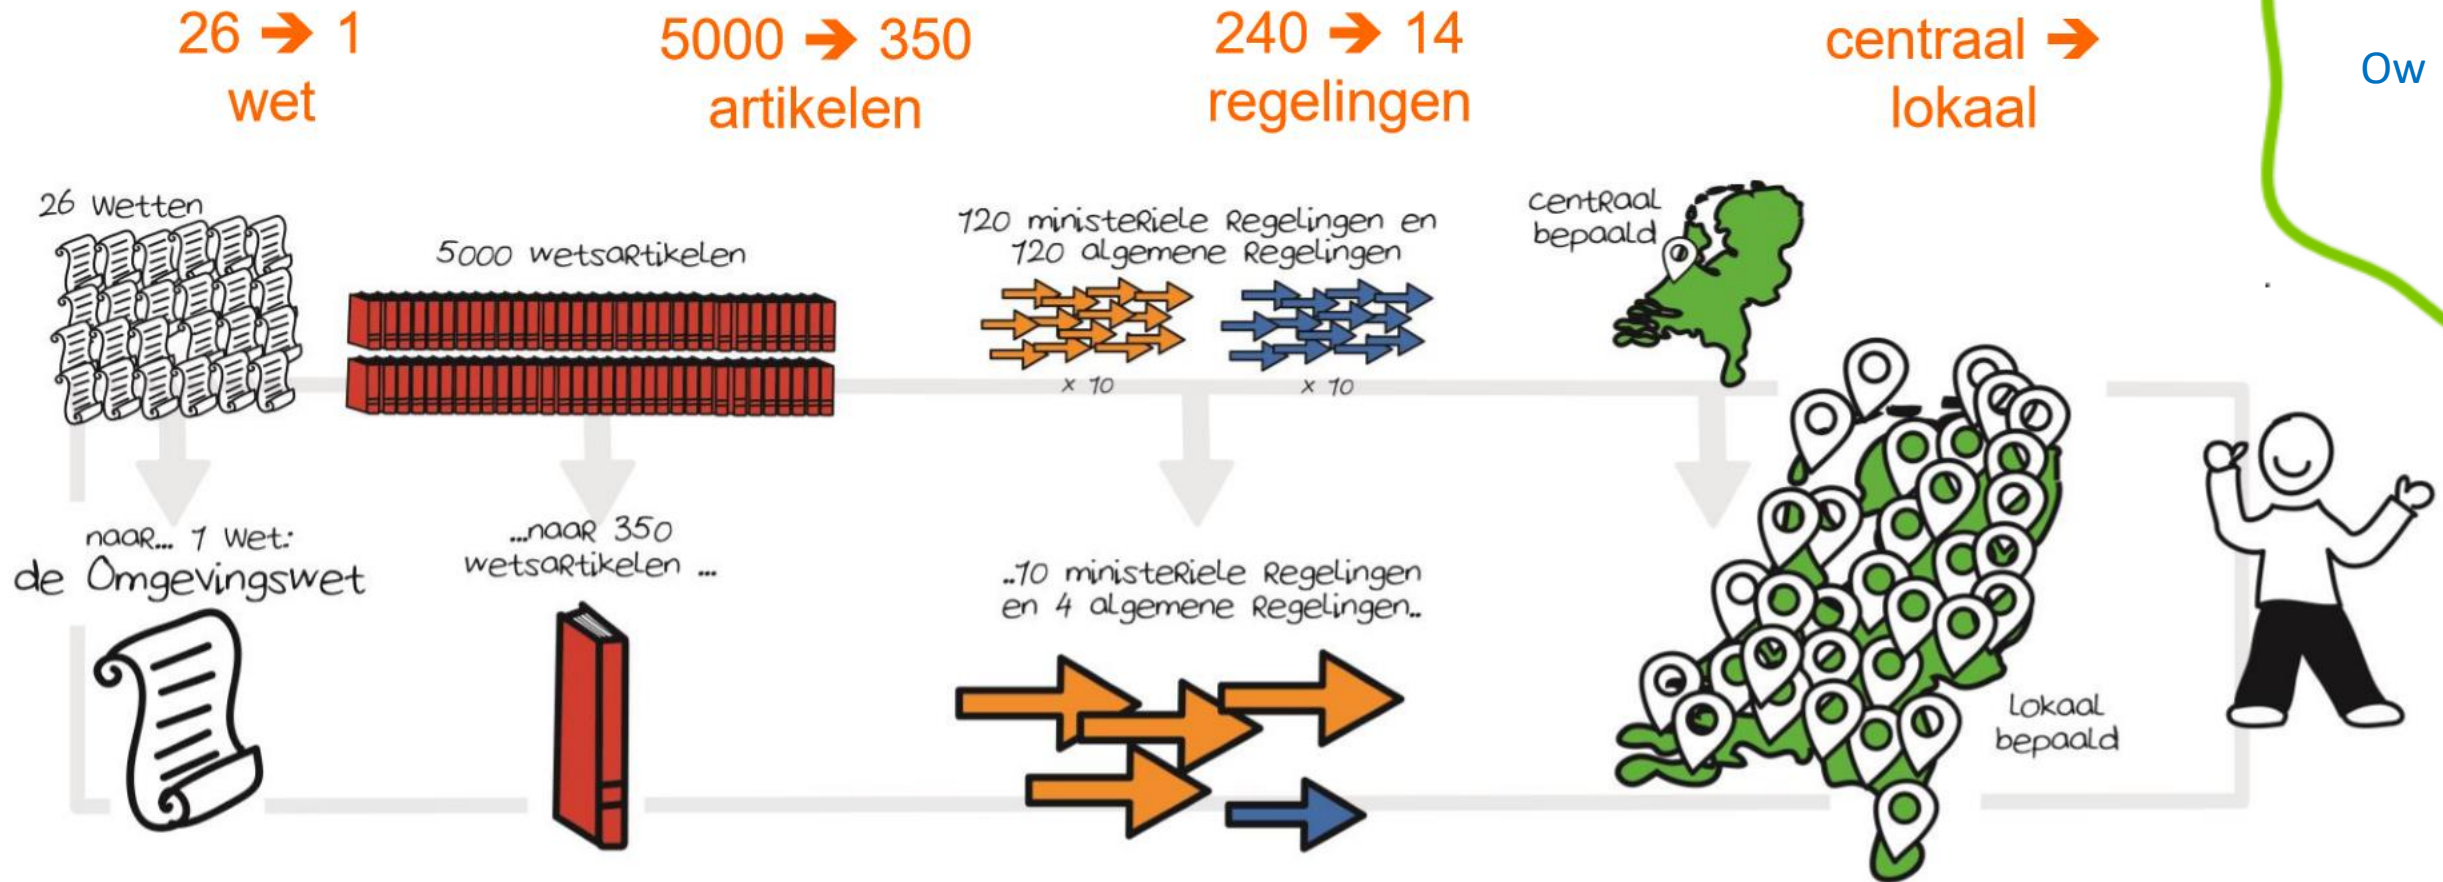 26 ➔ 1
wet
5000 ➔ 350
artikelen
240 ➔ 14
regelingen
centraal ➔
lokaal
Ow
26 wetten
5000 wetsartikelen
120 ministeriele Regelingen en
120 algemene Regelingen
x 10
x 10
centraal
bepaald
naar... 1 wet:
de Omgevingswet
...naar 350
wetsartikelen ...
..10 ministeriele Regelingen
en 4 algemene Regelingen..
Lokaal
bepaald